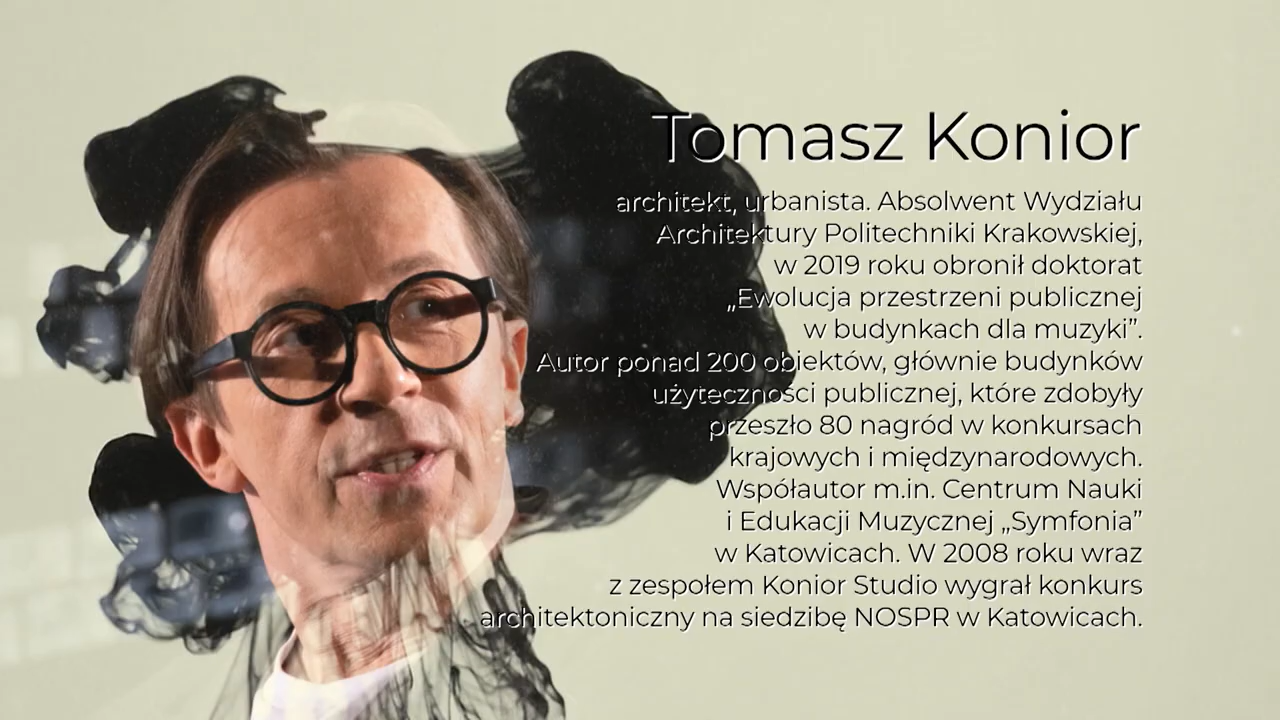 Tomasz Konior
architekt, urbanista. Absolwent Wydziału
Architektury Politechniki Krakowskiej,
w 2019 roku obronił doktorat
„Ewolucja przestrzeni publicznej
w budynkach dla muzyki”.
Autor ponad 200 obiektów, głównie budynków
użyteczności publicznej, które zdobyły
przeszło 80 nagród w konkursach
krajowych i międzynarodowych.
Współautor m.in. Centrum Nauki
i Edukacji Muzycznej „Symfonia”
w Katowicach. W 2008 roku wraz
z zespołem Konior Studio wygrał konkurs
architektoniczny na siedzibę NOSPR w Katowicach.